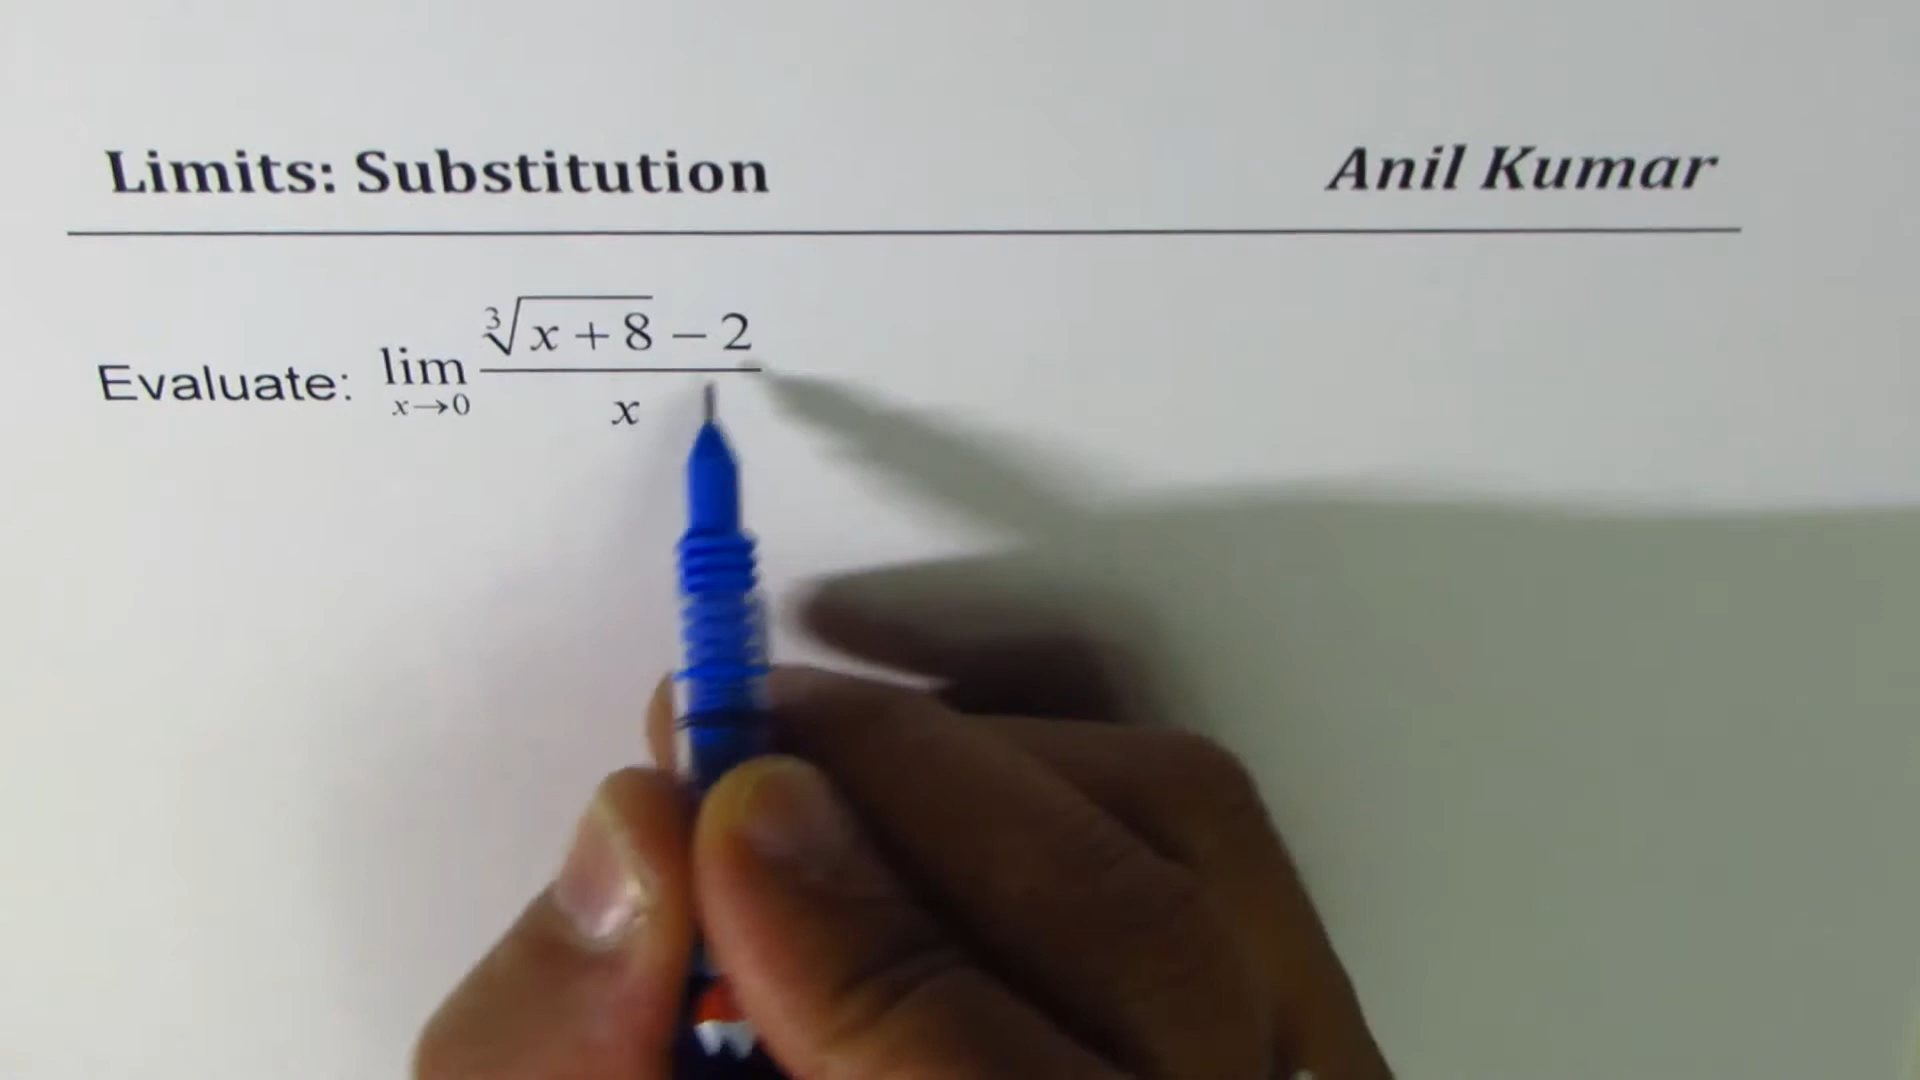 Limits: Substitution Anil Kumar
Evaluate: lim x→0 ∛(x + 8) − 2 / x